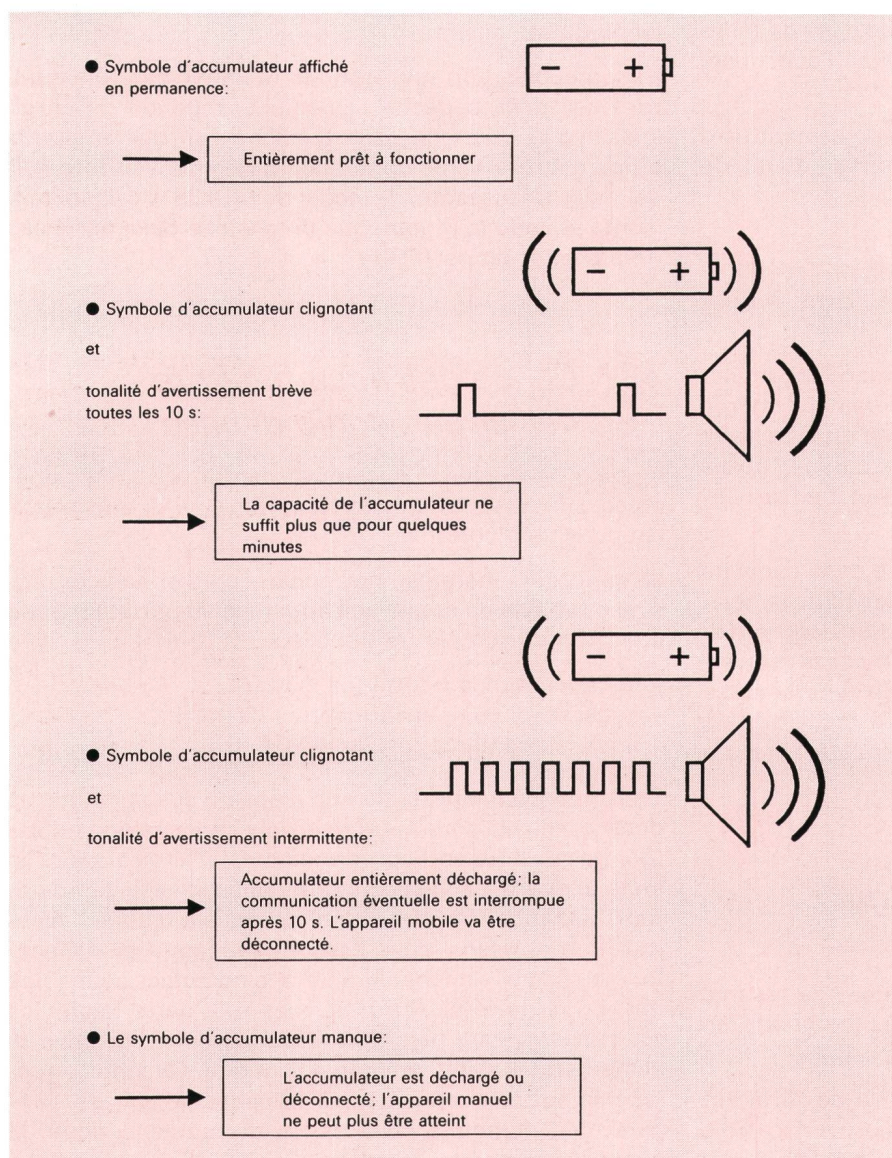 ● Symbole d'accumulateur affiché
en permanence:
− +
Entièrement prêt à fonctionner
− +
● Symbole d'accumulateur clignotant
et
tonalité d'avertissement brève
toutes les 10 s:
La capacité de l'accumulateur ne
suffit plus que pour quelques
minutes
− +
● Symbole d'accumulateur clignotant
et
tonalité d'avertissement intermittente:
Accumulateur entièrement déchargé; la
communication éventuelle est interrompue
après 10 s. L'appareil mobile va être
déconnecté.
● Le symbole d'accumulateur manque:
L'accumulateur est déchargé ou
déconnecté; l'appareil manuel
ne peut plus être atteint